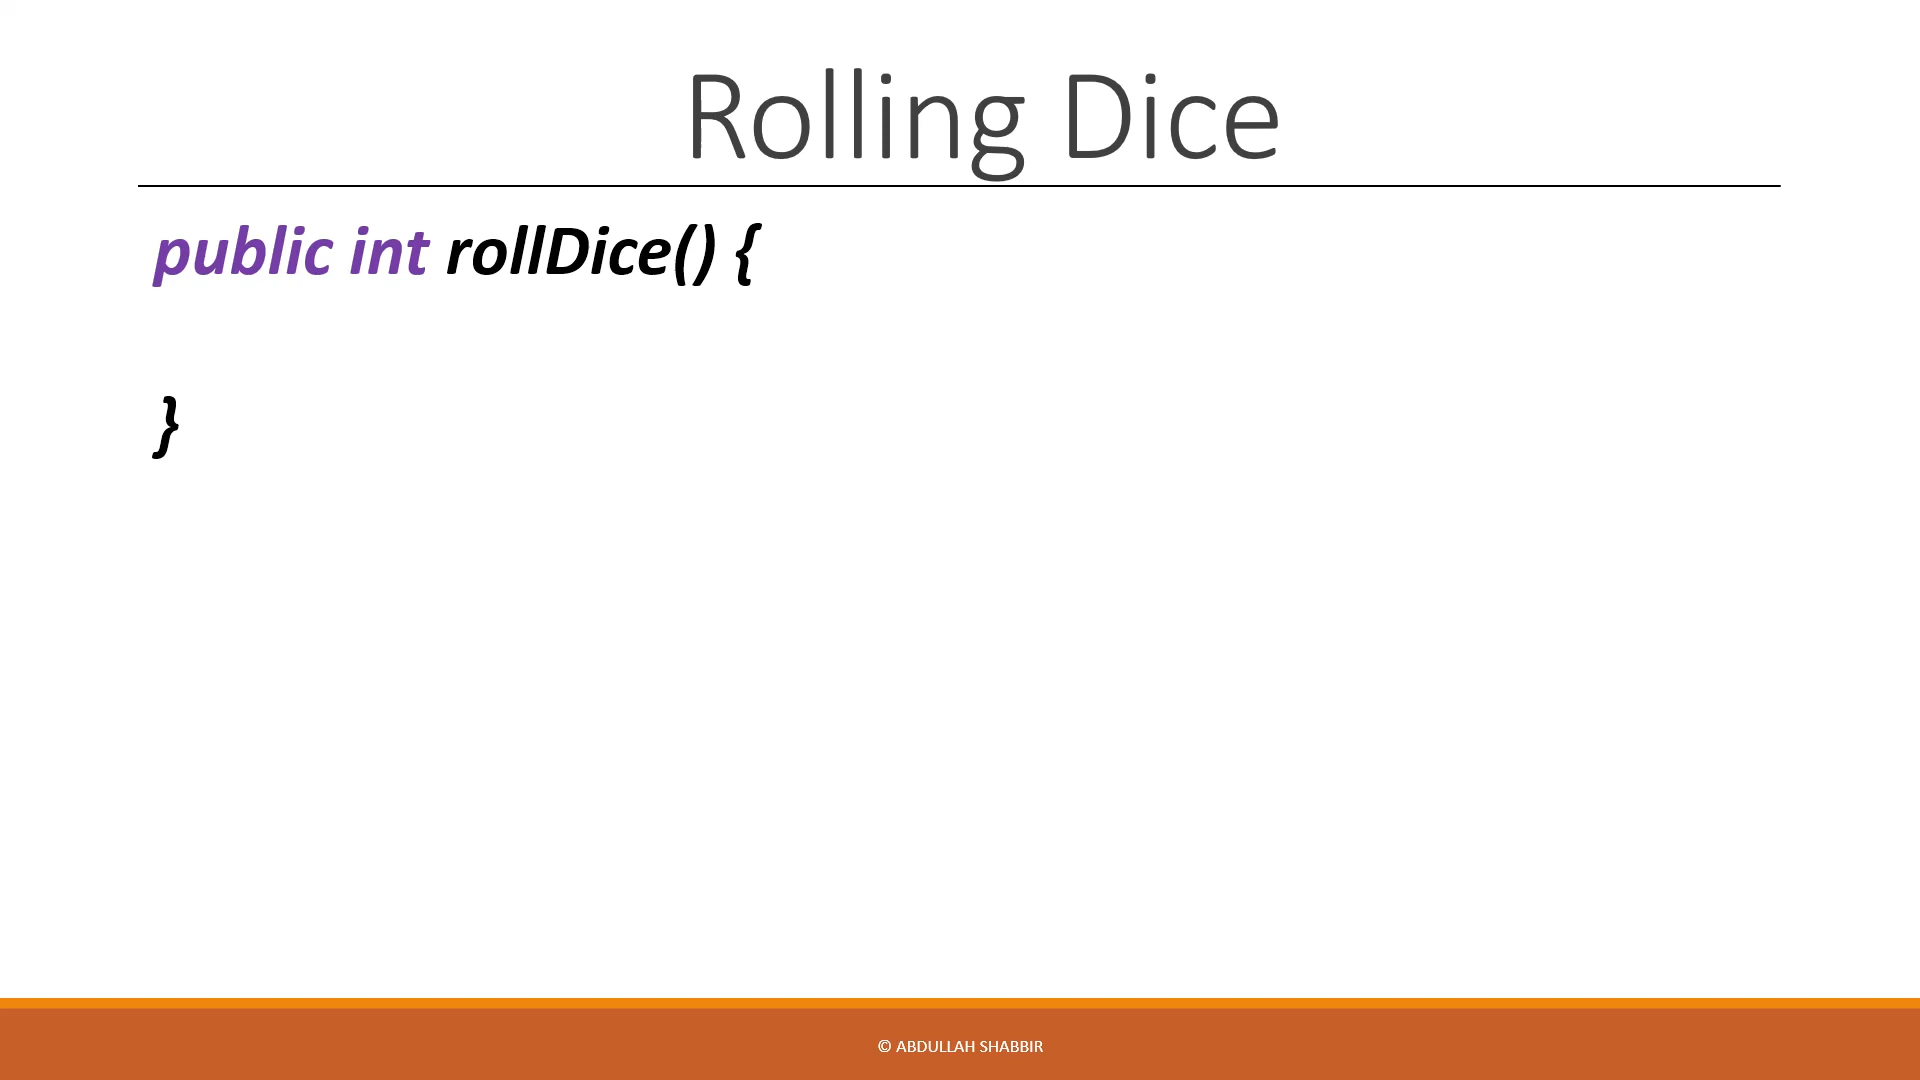 Rolling Dice
public int rollDice() {
}
© ABDULLAH SHABBIR